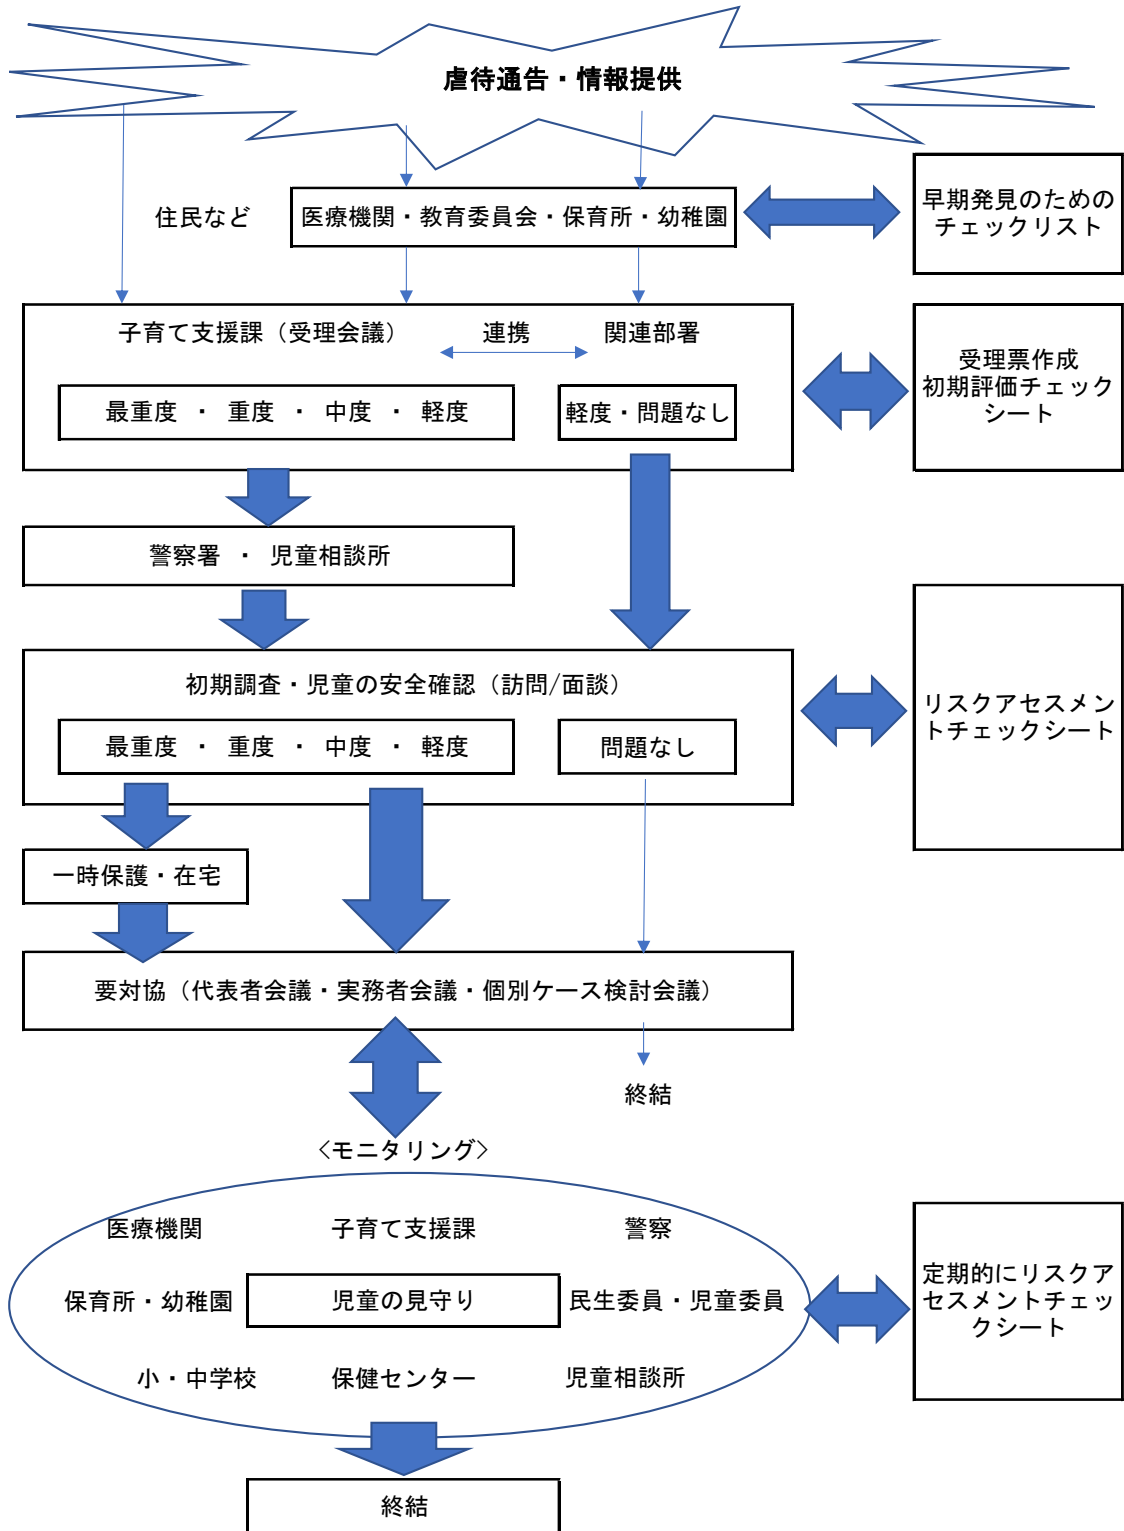 虐待通告・情報提供
住民など
医療機関・教育委員会・保育所・幼稚園
早期発見のための
チェックリスト
子育て支援課（受理会議）
連携
関連部署
最重度 ・ 重度 ・ 中度 ・ 軽度
軽度・問題なし
受理票作成
初期評価チェック
シート
警察署 ・ 児童相談所
初期調査・児童の安全確認（訪問/面談）
最重度 ・ 重度 ・ 中度 ・ 軽度
問題なし
リスクアセスメン
トチェックシート
一時保護・在宅
要対協（代表者会議・実務者会議・個別ケース検討会議）
終結
〈モニタリング〉
医療機関
子育て支援課
警察
保育所・幼稚園
児童の見守り
民生委員・児童委員
小・中学校
保健センター
児童相談所
定期的にリスクア
セスメントチェッ
クシート
終結